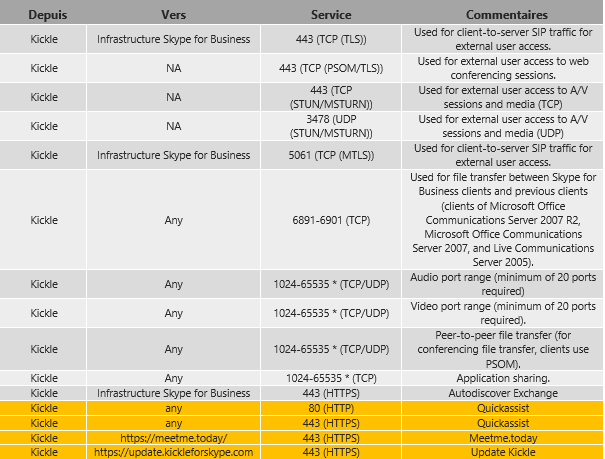 Depuis Vers Service Commentaires
Kickle Infrastructure Skype for Business 443 (TCP (TLS)) Used for client-to-server SIP traffic for
external user access.
Kickle NA 443 (TCP (PSOM/TLS)) Used for external user access to web
conferencing sessions.
Kickle NA 443 (TCP
(STUN/MSTURN)) Used for external user access to A/V
sessions and media (TCP)
Kickle NA 3478 (UDP
(STUN/MSTURN)) Used for external user access to A/V
sessions and media (UDP)
Kickle Infrastructure Skype for Business 5061 (TCP (MTLS)) Used for client-to-server SIP traffic for
external user access.
Kickle Any 6891-6901 (TCP) Used for file transfer between Skype for
Business clients and previous clients
(clients of Microsoft Office
Communications Server 2007 R2,
Microsoft Office Communications
Server 2007, and Live Communications
Server 2005).
Kickle Any 1024-65535 * (TCP/UDP) Audio port range (minimum of 20 ports
required)
Kickle Any 1024-65535 * (TCP/UDP) Video port range (minimum of 20 ports
required).
Kickle Any 1024-65535 * (TCP/UDP) Peer-to-peer file transfer (for
conferencing file transfer, clients use
PSOM).
Kickle Any 1024-65535 * (TCP) Application sharing.
Kickle Infrastructure Skype for Business 443 (HTTPS) Autodiscover Exchange
Kickle any 80 (HTTP) Quickassist
Kickle any 443 (HTTPS) Quickassist
Kickle https://meetme.today/ 443 (HTTPS) Meetme.today
Kickle https://update.kickleforskype.com 443 (HTTPS) Update Kickle